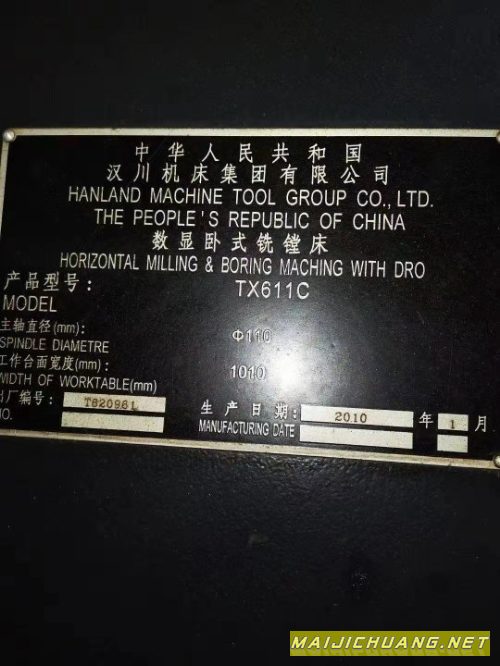 中华人民共和国
汉川机床集团有限公司
HANLAND MACHINE TOOL GROUP CO., LTD.
THE PEOPLE'S REPUBLIC OF CHINA
数显卧式铣镗床
HORIZONTAL MILLING & BORING MACHING WITH DRO
产品型号: TX611C
MODEL
主轴直径(mm): Φ110
SPINDLE DIAMETRE
工作台面宽度(mm): 1010
WIDTH OF WORKTABLE(mm)
出厂编号: T820961 生产日期: 2010 年 1 月
NO. MANUFACTURING DATE
MAIJICHUANG.NET